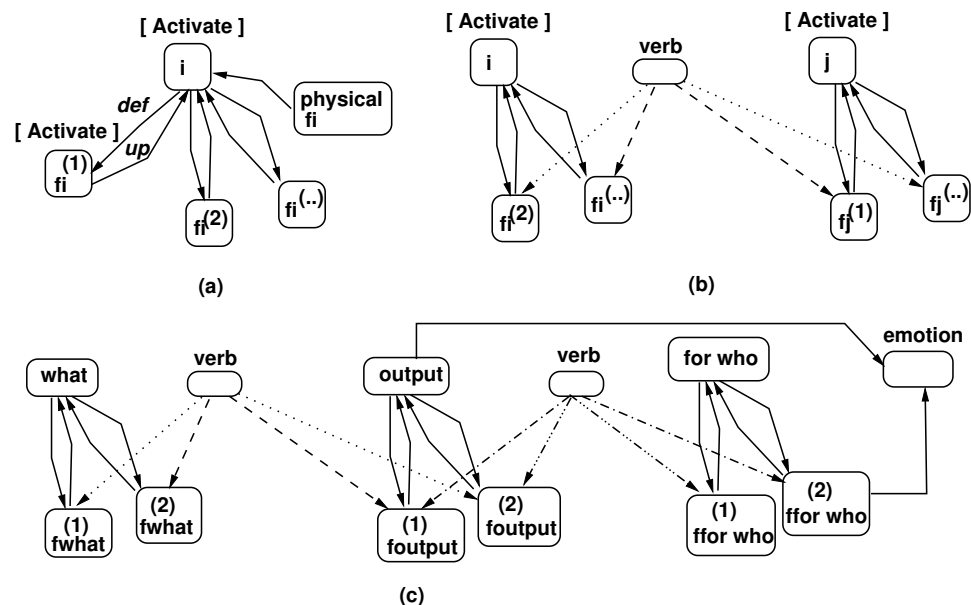 [ Activate ]
i
physical
fi
def
up
[ Activate ]
fi(1)
fi(2)
fi(..)
(a)
[ Activate ]
i
verb
[ Activate ]
j
fi(2)
fi(..)
fj(1)
fj(..)
(b)
what
verb
output
verb
for who
emotion
(1)
fwhat
(2)
fwhat
(1)
foutput
(2)
foutput
(1)
ffor who
(2)
ffor who
(c)